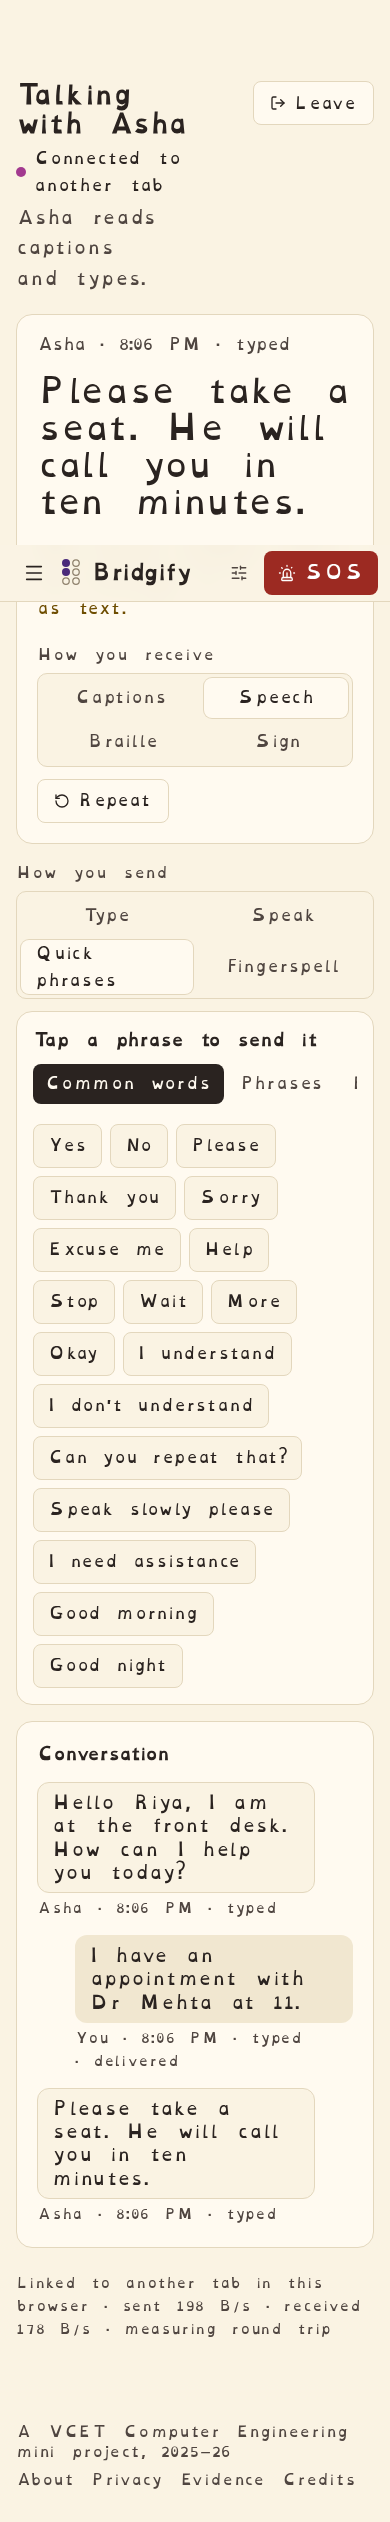 Talking
with Asha
Leave
Connected to
another tab
Asha reads
captions
and types.
Asha · 8:06 PM · typed
Please take a
seat. He will
call you in
ten minutes.
Bridgify
SOS
as text.
How you receive
Captions
Speech
Braille
Sign
Repeat
How you send
Type
Speak
Quick
phrases
Fingerspell
Tap a phrase to send it
Common words
Phrases
Yes
No
Please
Thank you
Sorry
Excuse me
Help
Stop
Wait
More
Okay
I understand
I don't understand
Can you repeat that?
Speak slowly please
I need assistance
Good morning
Good night
Conversation
Hello Riya, I am
at the front desk.
How can I help
you today?
Asha · 8:06 PM · typed
I have an
appointment with
Dr Mehta at 11.
You · 8:06 PM · typed
· delivered
Please take a
seat. He will call
you in ten
minutes.
Asha · 8:06 PM · typed
Linked to another tab in this
browser · sent 198 B/s · received
178 B/s · measuring round trip
A VCET Computer Engineering
mini project, 2025–26
About Privacy Evidence Credits